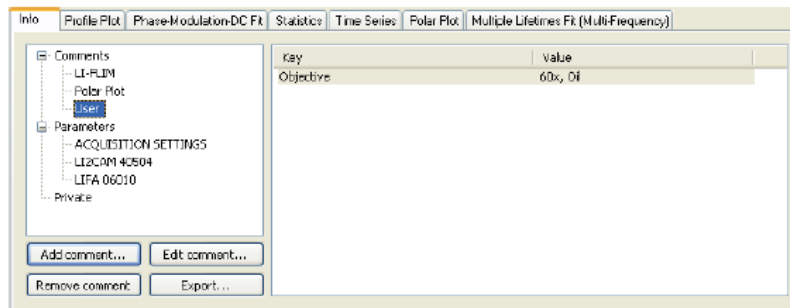 Info Profile Plot Phase-Modulation-DC Fit Statistics Time Series Polar Plot Multiple Lifetimes Fit (Multi-Frequency)
Comments
LI-FLIM
Polar Plot
User
Parameters
ACQUISITION SETTINGS
LI2CAM 40504
LIFA 06010
Private
Key Value
Objective 60x, Oil
Add comment... Edit comment...
Remove comment Export...